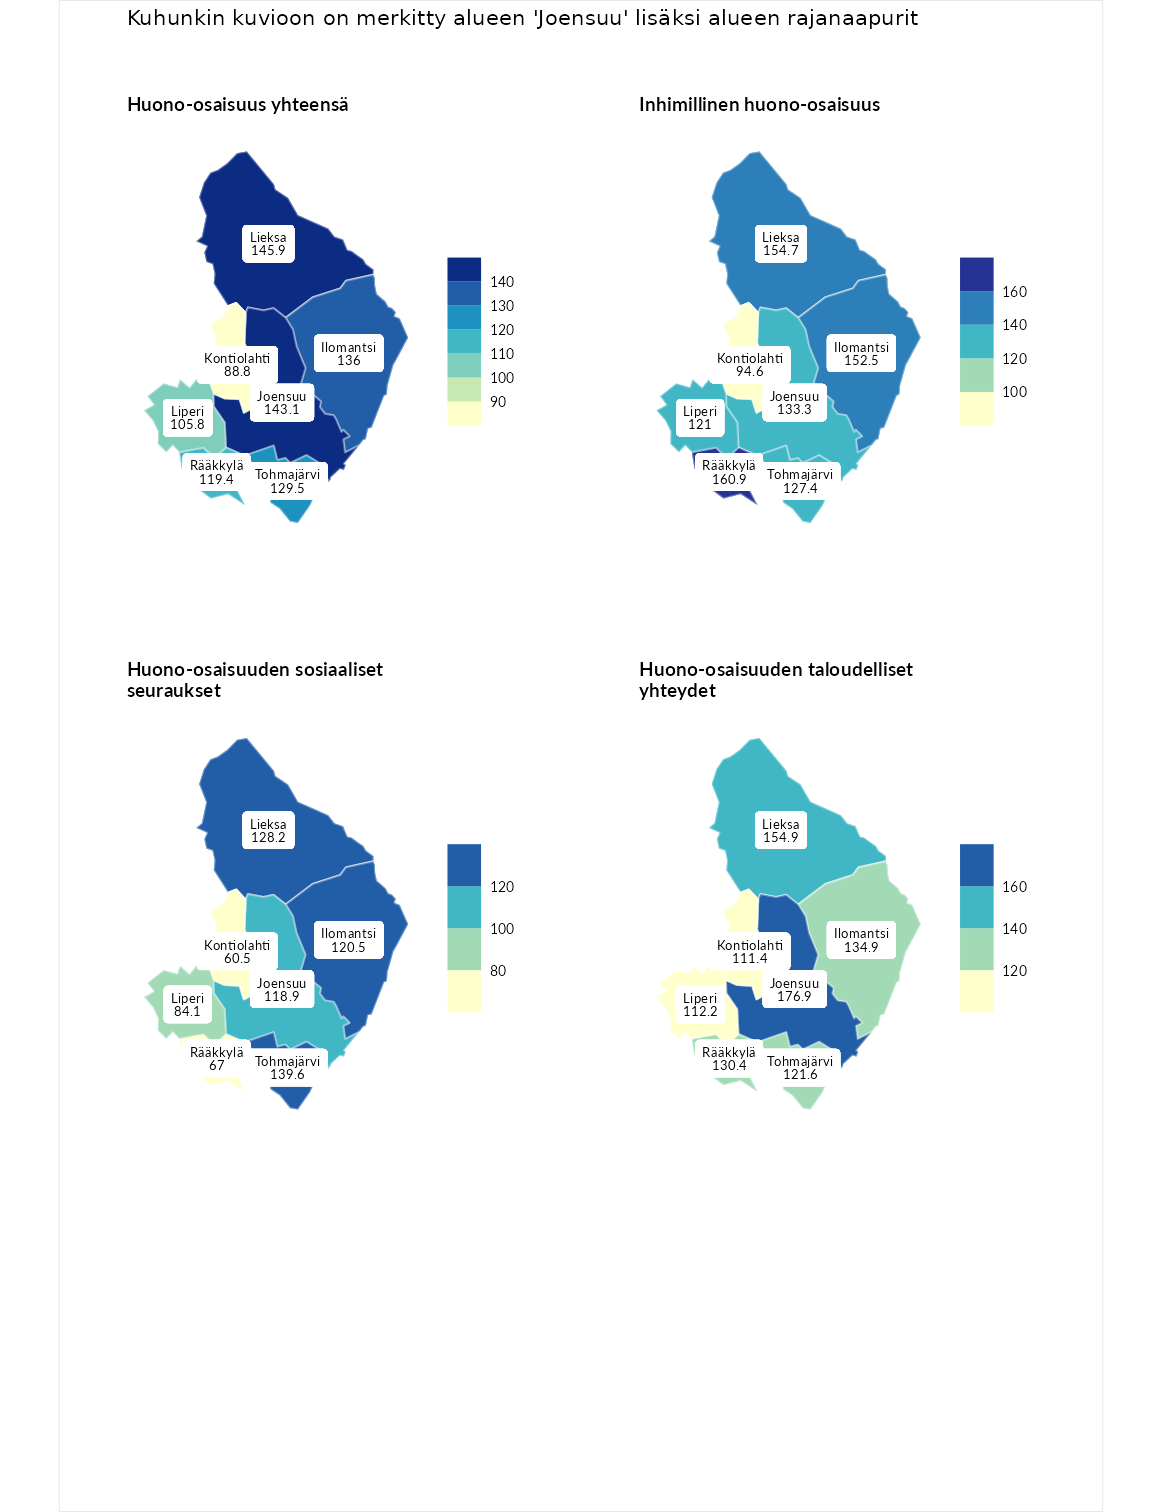 Kuhunkin kuvioon on merkitty alueen 'Joensuu' lisäksi alueen rajanaapurit
Huono-osaisuus yhteensä
Lieksa
145.9
Ilomantsi
136
Kontiolahti
88.8
Joensuu
143.1
Liperi
105.8
Rääkkylä
119.4
Tohmajärvi
129.5
140
130
120
110
100
90
Inhimillinen huono-osaisuus
Lieksa
154.7
Ilomantsi
152.5
Kontiolahti
94.6
Joensuu
133.3
Liperi
121
Rääkkylä
160.9
Tohmajärvi
127.4
160
140
120
100
Huono-osaisuuden sosiaaliset
seuraukset
Lieksa
128.2
Ilomantsi
120.5
Kontiolahti
60.5
Joensuu
118.9
Liperi
84.1
Rääkkylä
67
Tohmajärvi
139.6
120
100
80
Huono-osaisuuden taloudelliset
yhteydet
Lieksa
154.9
Ilomantsi
134.9
Kontiolahti
111.4
Joensuu
176.9
Liperi
112.2
Rääkkylä
130.4
Tohmajärvi
121.6
160
140
120